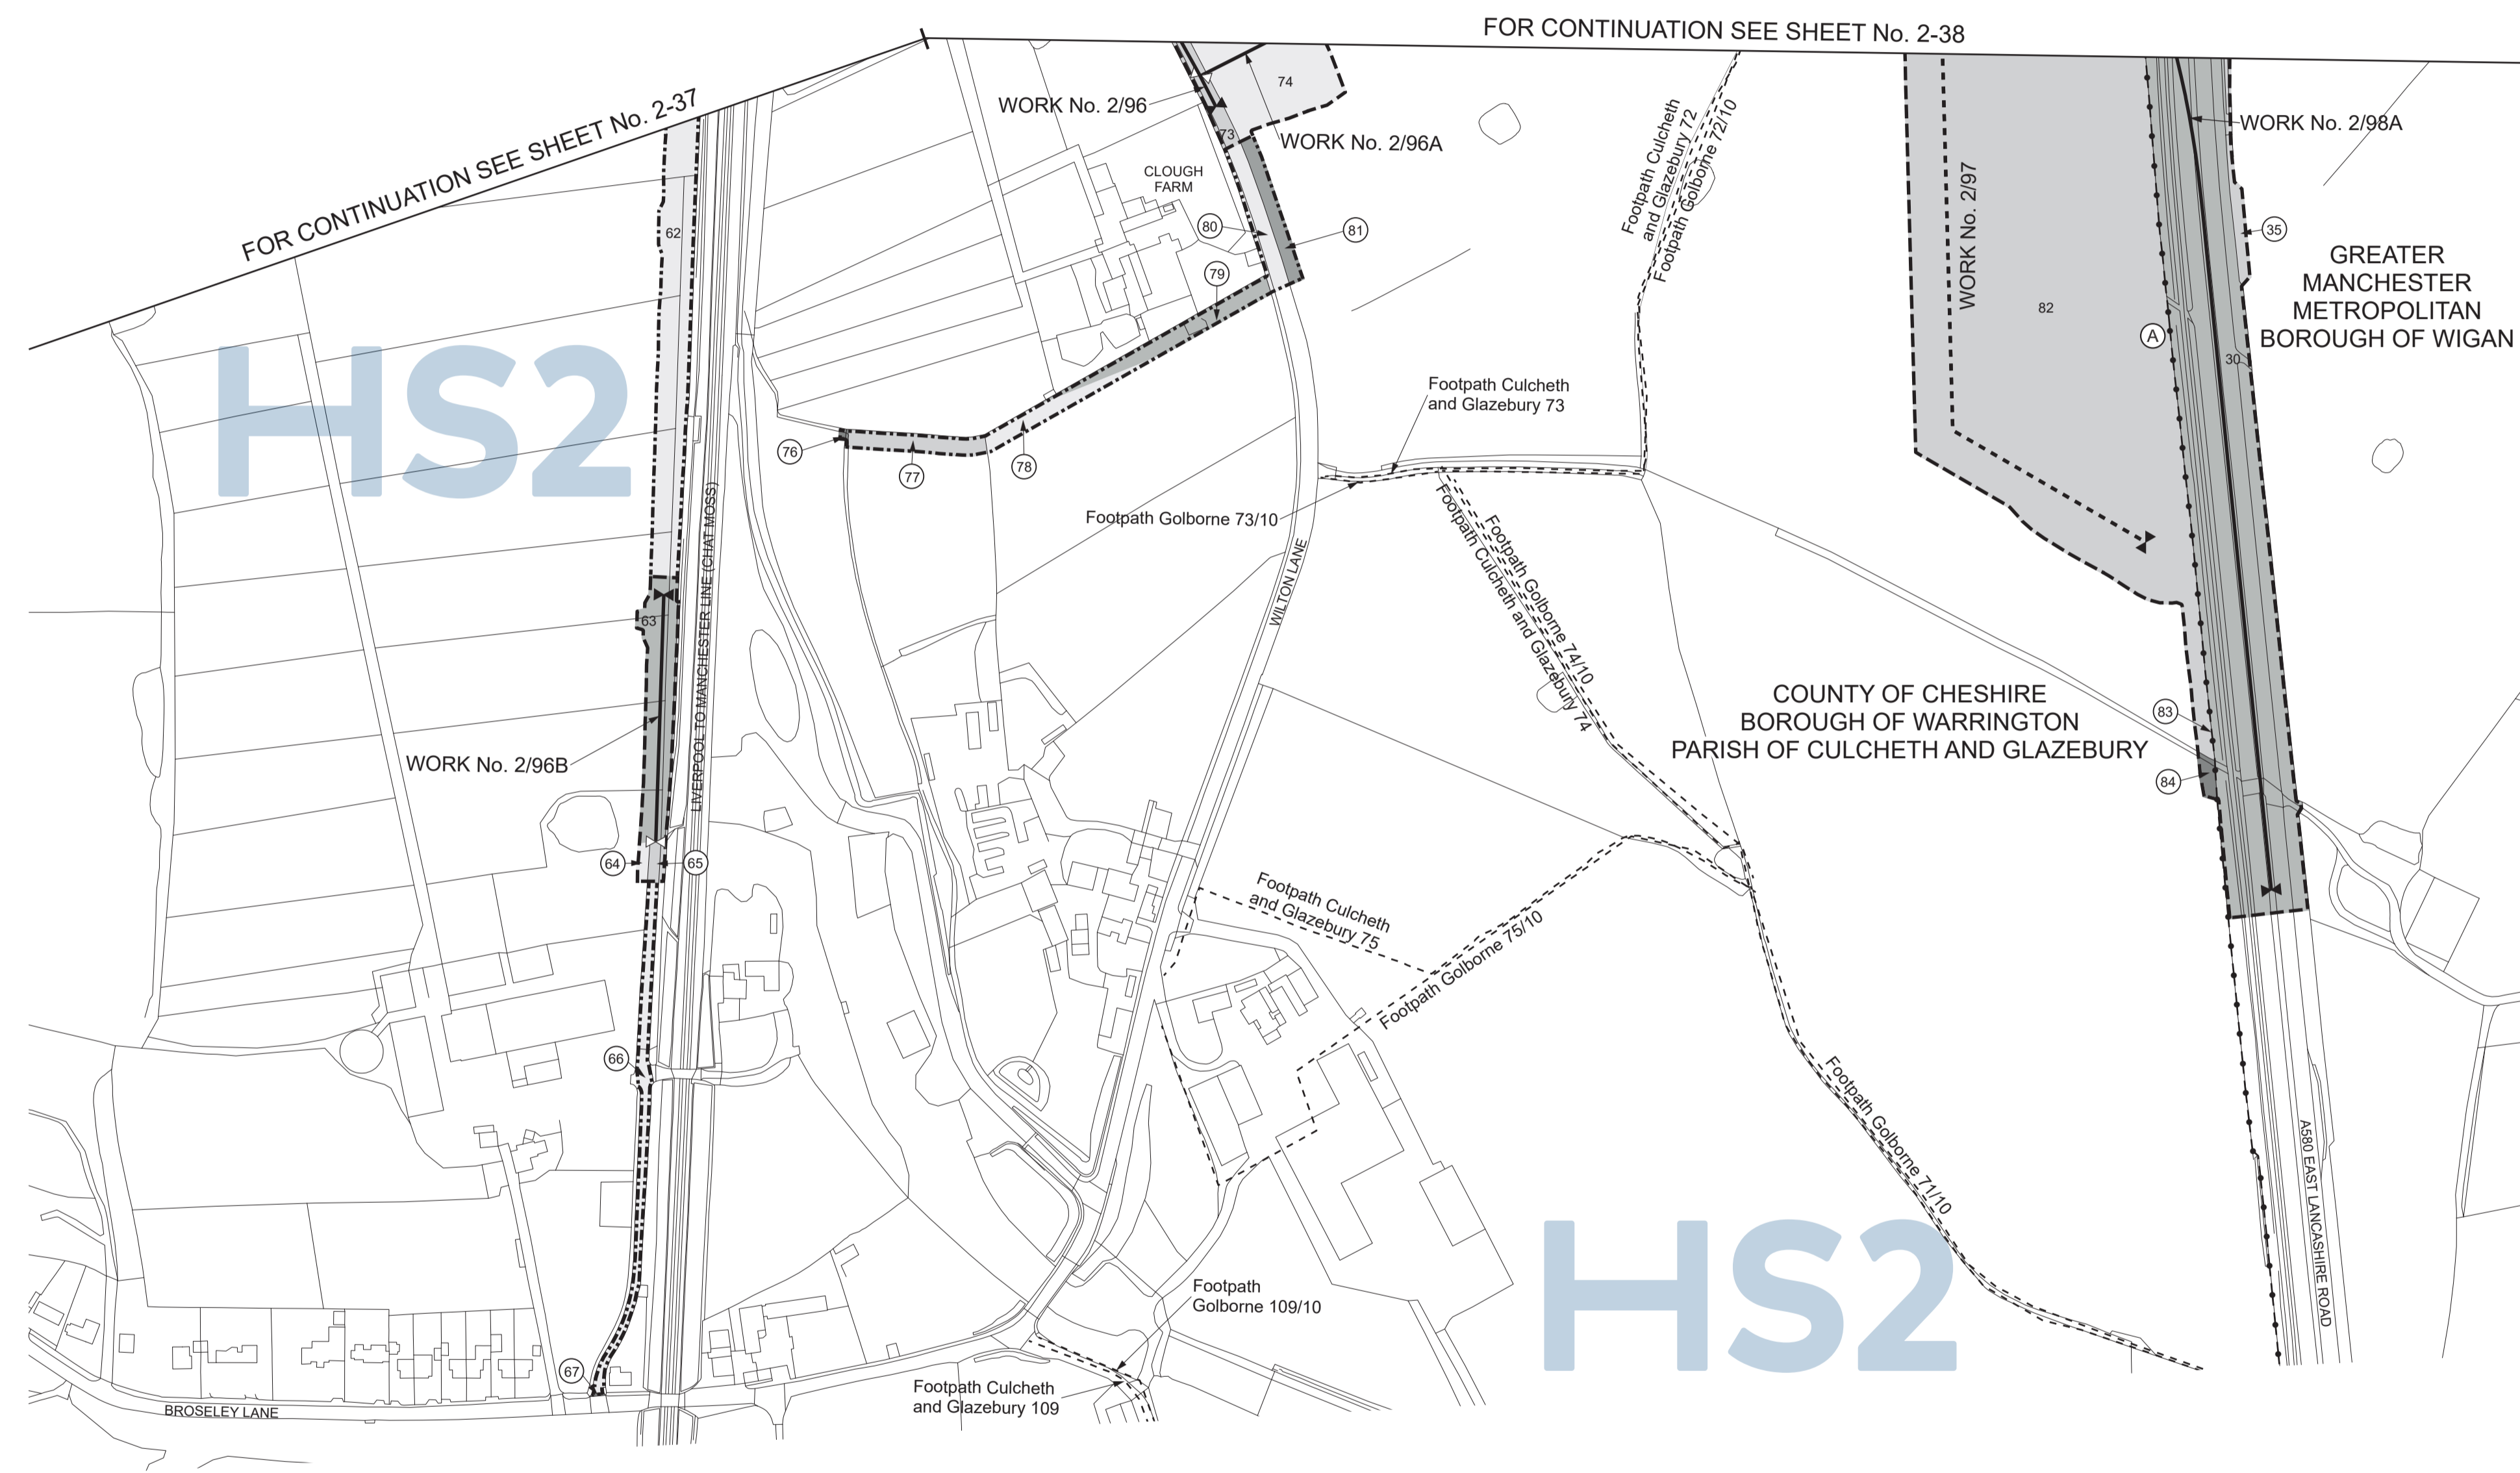 FOR CONTINUATION SEE SHEET No. 2-38
FOR CONTINUATION SEE SHEET No. 2-37
WORK No. 2/96
74
73
WORK No. 2/96A
WORK No. 2/98A
CLOUGH
FARM
Footpath Culcheth
and Glazebury 72
Footpath Golborne 72/10
WORK No. 2/97
62
80
81
35
79
GREATER
MANCHESTER
METROPOLITAN
BOROUGH OF WIGAN
82
A
30
HS2
Footpath Culcheth
and Glazebury 73
76
77
78
Footpath Golborne 73/10
LIVERPOOL TO MANCHESTER LINE (CHAT MOSS)
WILTON LANE
Footpath Golborne 74/10
Footpath Culcheth and Glazebury 74
63
COUNTY OF CHESHIRE
BOROUGH OF WARRINGTON
PARISH OF CULCHETH AND GLAZEBURY
83
84
WORK No. 2/96B
64
65
Footpath Culcheth
and Glazebury 75
Footpath Golborne 75/10
66
Footpath Golborne 71/10
A580 EAST LANCASHIRE ROAD
HS2
Footpath
Golborne 109/10
67
Footpath Culcheth
and Glazebury 109
BROSELEY LANE